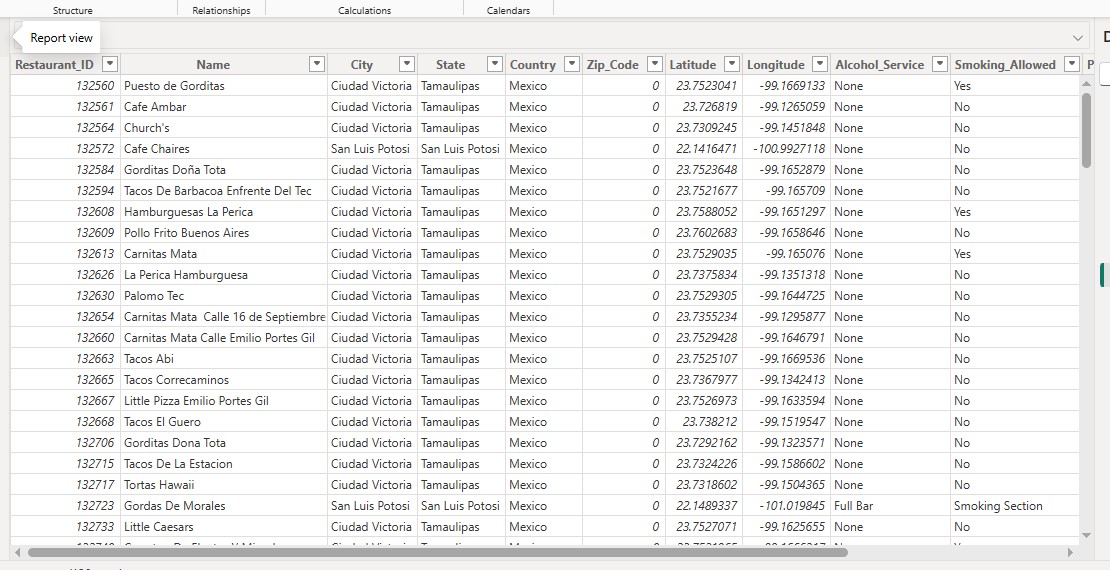 Structure Relationships Calculations Calendars
Report view
Restaurant_ID Name City State Country Zip_Code Latitude Longitude Alcohol_Service Smoking_Allowed P
132560 Puesto de Gorditas Ciudad Victoria Tamaulipas Mexico 0 23.7523041 -99.1669133 None Yes
132561 Cafe Ambar Ciudad Victoria Tamaulipas Mexico 0 23.726819 -99.1265059 None No
132564 Church's Ciudad Victoria Tamaulipas Mexico 0 23.7309245 -99.1451848 None No
132572 Cafe Chaires San Luis Potosi San Luis Potosi Mexico 0 22.1416471 -100.9927118 None No
132584 Gorditas Doña Tota Ciudad Victoria Tamaulipas Mexico 0 23.7523648 -99.1652879 None No
132594 Tacos De Barbacoa Enfrente Del Tec Ciudad Victoria Tamaulipas Mexico 0 23.7521677 -99.165709 None No
132608 Hamburguesas La Perica Ciudad Victoria Tamaulipas Mexico 0 23.7588052 -99.1651297 None Yes
132609 Pollo Frito Buenos Aires Ciudad Victoria Tamaulipas Mexico 0 23.7602683 -99.1658646 None No
132613 Carnitas Mata Ciudad Victoria Tamaulipas Mexico 0 23.7529035 -99.165076 None Yes
132626 La Perica Hamburguesa Ciudad Victoria Tamaulipas Mexico 0 23.7375834 -99.1351318 None No
132630 Palomo Tec Ciudad Victoria Tamaulipas Mexico 0 23.7529305 -99.1644725 None No
132654 Carnitas Mata  Calle 16 de Septiembre Ciudad Victoria Tamaulipas Mexico 0 23.7355234 -99.1295877 None No
132660 Carnitas Mata Calle Emilio Portes Gil Ciudad Victoria Tamaulipas Mexico 0 23.7529428 -99.1646791 None No
132663 Tacos Abi Ciudad Victoria Tamaulipas Mexico 0 23.7525107 -99.1669536 None No
132665 Tacos Correcaminos Ciudad Victoria Tamaulipas Mexico 0 23.7367977 -99.1342413 None No
132667 Little Pizza Emilio Portes Gil Ciudad Victoria Tamaulipas Mexico 0 23.7526973 -99.1633594 None No
132668 Tacos El Guero Ciudad Victoria Tamaulipas Mexico 0 23.738212 -99.1519547 None No
132706 Gorditas Dona Tota Ciudad Victoria Tamaulipas Mexico 0 23.7292162 -99.1323571 None No
132715 Tacos De La Estacion Ciudad Victoria Tamaulipas Mexico 0 23.7324226 -99.1586602 None No
132717 Tortas Hawaii Ciudad Victoria Tamaulipas Mexico 0 23.7318602 -99.1504365 None No
132723 Gordas De Morales San Luis Potosi San Luis Potosi Mexico 0 22.1489337 -101.019845 Full Bar Smoking Section
132733 Little Caesars Ciudad Victoria Tamaulipas Mexico 0 23.7527071 -99.1625655 None No